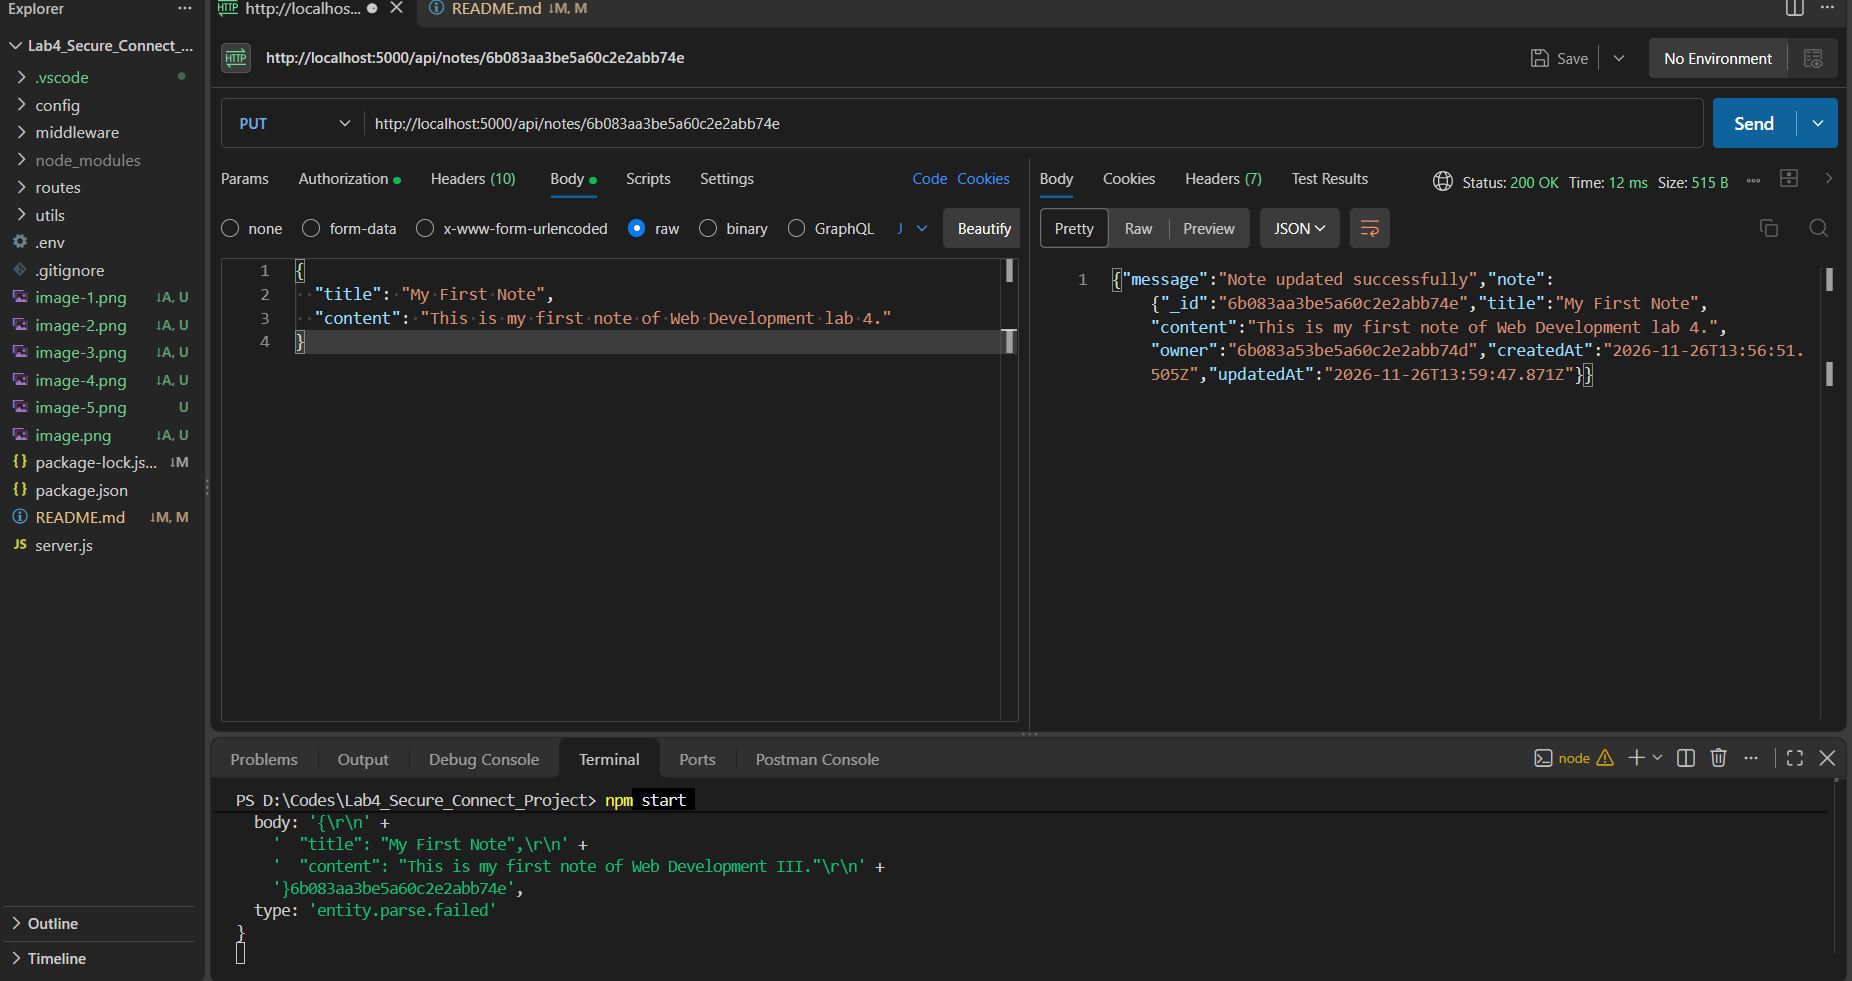 Explorer
Lab4_Secure_Connect_...
.vscode
config
middleware
node_modules
routes
utils
.env
.gitignore
image-1.png ↓A, U
image-2.png ↓A, U
image-3.png ↓A, U
image-4.png ↓A, U
image-5.png U
image.png ↓A, U
package-lock.js... ↓M
package.json
README.md ↓M, M
JS server.js
Outline
Timeline
HTTP http://localhos...
README.md ↓M, M
HTTP http://localhost:5000/api/notes/6b083aa3be5a60c2e2abb74e
Save
No Environment
PUT http://localhost:5000/api/notes/6b083aa3be5a60c2e2abb74e
Send
Params Authorization Headers (10) Body Scripts Settings Code Cookies
none form-data x-www-form-urlencoded raw binary GraphQL J Beautify
1 {
2 "title": "My First Note",
3 "content": "This is my first note of Web Development lab 4."
4 }
Body Cookies Headers (7) Test Results Status: 200 OK Time: 12 ms Size: 515 B
Pretty Raw Preview JSON
1 {"message":"Note updated successfully","note":
{"_id":"6b083aa3be5a60c2e2abb74e","title":"My First Note",
"content":"This is my first note of Web Development lab 4.",
"owner":"6b083a53be5a60c2e2abb74d","createdAt":"2026-11-26T13:56:51.
505Z","updatedAt":"2026-11-26T13:59:47.871Z"}}
Problems Output Debug Console Terminal Ports Postman Console
node
PS D:\Codes\Lab4_Secure_Connect_Project> npm start
body: '{\r\n' +
'  "title": "My First Note",\r\n' +
'  "content": "This is my first note of Web Development III."\r\n' +
'}6b083aa3be5a60c2e2abb74e',
type: 'entity.parse.failed'
}